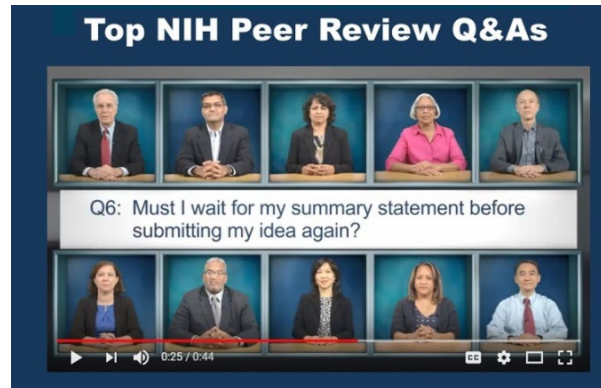 Top NIH Peer Review Q&As
Q6: Must I wait for my summary statement before
submitting my idea again?
0:25 / 0:44
CC